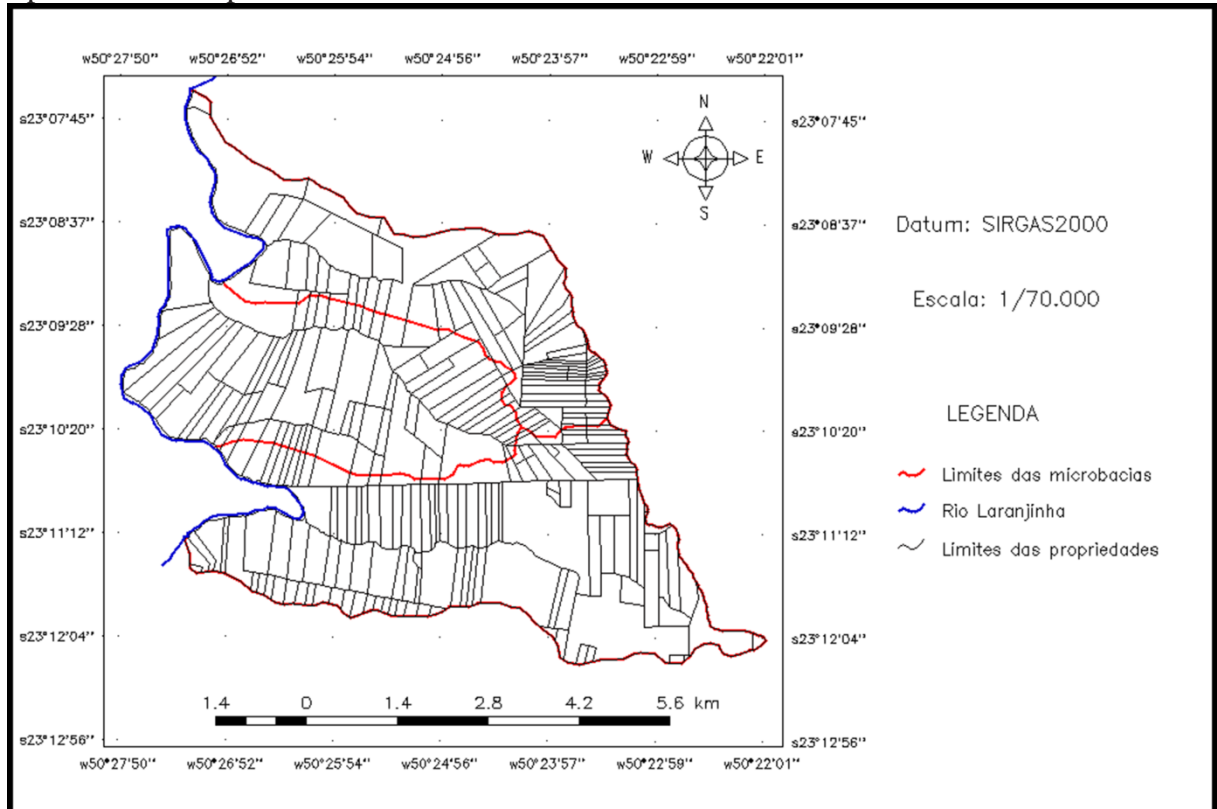 w50°27'50'' w50°26'52'' w50°25'54'' w50°24'56'' w50°23'57'' w50°22'59'' w50°22'01''
N
W E
S
s23°07'45'' s23°07'45''
s23°08'37'' s23°08'37''
s23°09'28'' s23°09'28''
s23°10'20'' s23°10'20''
s23°11'12'' s23°11'12''
s23°12'04'' s23°12'04''
s23°12'56'' s23°12'56''
1.4 0 1.4 2.8 4.2 5.6 km
w50°27'50'' w50°26'52'' w50°25'54'' w50°24'56'' w50°23'57'' w50°22'59'' w50°22'01''
Datum: SIRGAS2000
Escala: 1/70.000
LEGENDA
Limites das microbacias
Rio Laranjinha
Limites das propriedades